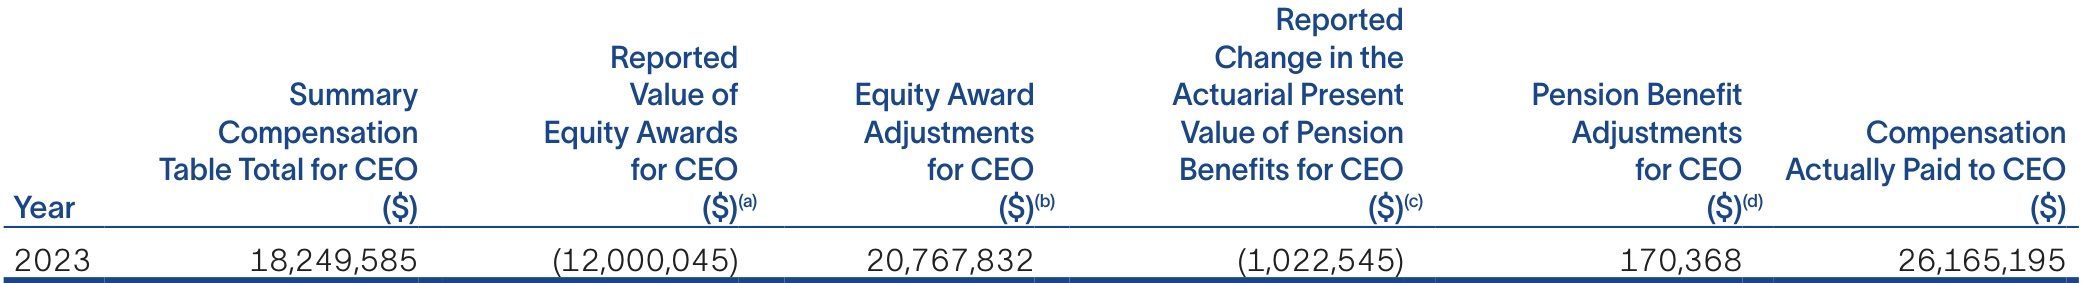 Reported
Reported Change in the
Summary Value of Equity Award Actuarial Present Pension Benefit
Compensation Equity Awards Adjustments Value of Pension Adjustments Compensation
Table Total for CEO for CEO for CEO Benefits for CEO for CEO Actually Paid to CEO
Year ($) ($)(a) ($)(b) ($)(c) ($)(d) ($)
2023 18,249,585 (12,000,045) 20,767,832 (1,022,545) 170,368 26,165,195